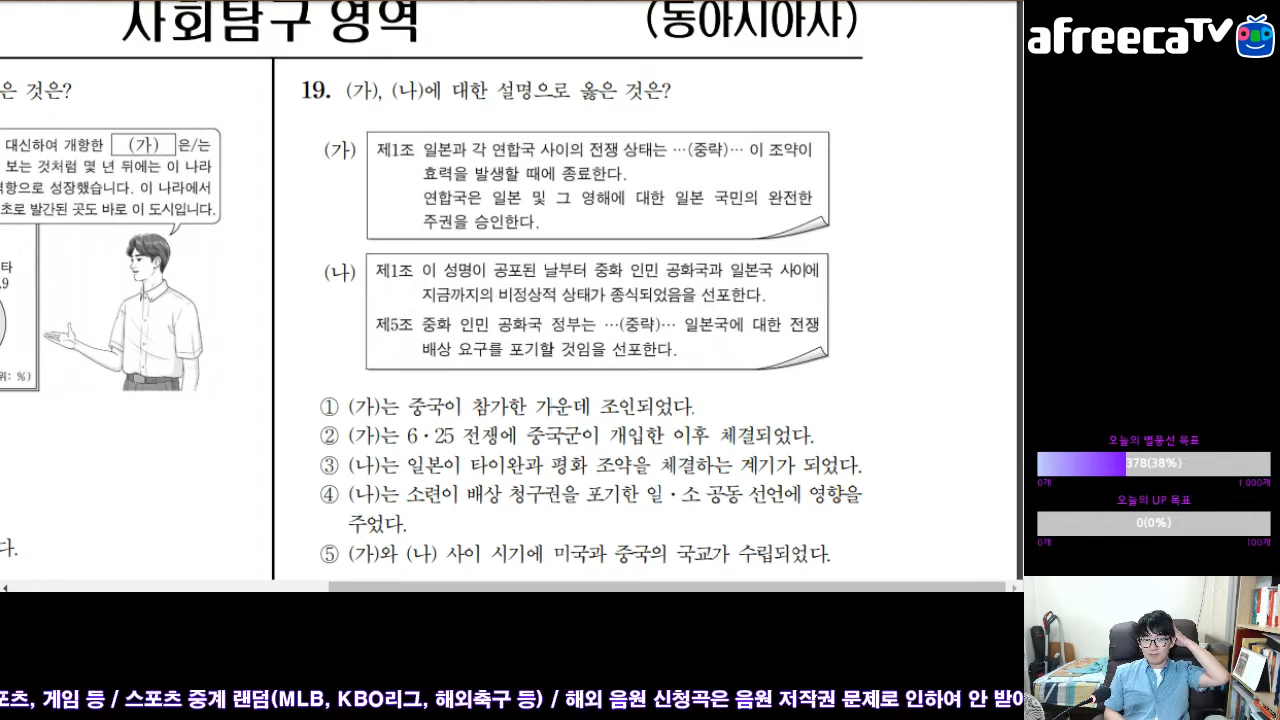 사회탐구 영역
(동아시아사)
afreecaTV
은 것은?
대신하여 개항한 (가) 은/는
보는 것처럼 몇 년 뒤에는 이 나라
역항으로 성장했습니다. 이 나라에서
초로 발간된 곳도 바로 이 도시입니다.
타
.9
위: %)
다.
19. (가), (나)에 대한 설명으로 옳은 것은?
(가)
제1조 일본과 각 연합국 사이의 전쟁 상태는 …(중략)… 이 조약이
효력을 발생할 때에 종료한다.
연합국은 일본 및 그 영해에 대한 일본 국민의 완전한
주권을 승인한다.
(나)
제1조 이 성명이 공포된 날부터 중화 인민 공화국과 일본국 사이에
지금까지의 비정상적 상태가 종식되었음을 선포한다.
제5조 중화 인민 공화국 정부는 …(중략)… 일본국에 대한 전쟁
배상 요구를 포기할 것임을 선포한다.
① (가)는 중국이 참가한 가운데 조인되었다.
② (가)는 6·25 전쟁에 중국군이 개입한 이후 체결되었다.
③ (나)는 일본이 타이완과 평화 조약을 체결하는 계기가 되었다.
④ (나)는 소련이 배상 청구권을 포기한 일·소 공동 선언에 영향을
주었다.
⑤ (가)와 (나) 사이 시기에 미국과 중국의 국교가 수립되었다.
오늘의 별풍선 목표
378(38%)
0개 1,000개
오늘의 UP 목표
0(0%)
0개 100개
포츠, 게임 등 / 스포츠 중계 랜덤(MLB, KBO리그, 해외축구 등) / 해외 음원 신청곡은 음원 저작권 문제로 인하여 안 받아